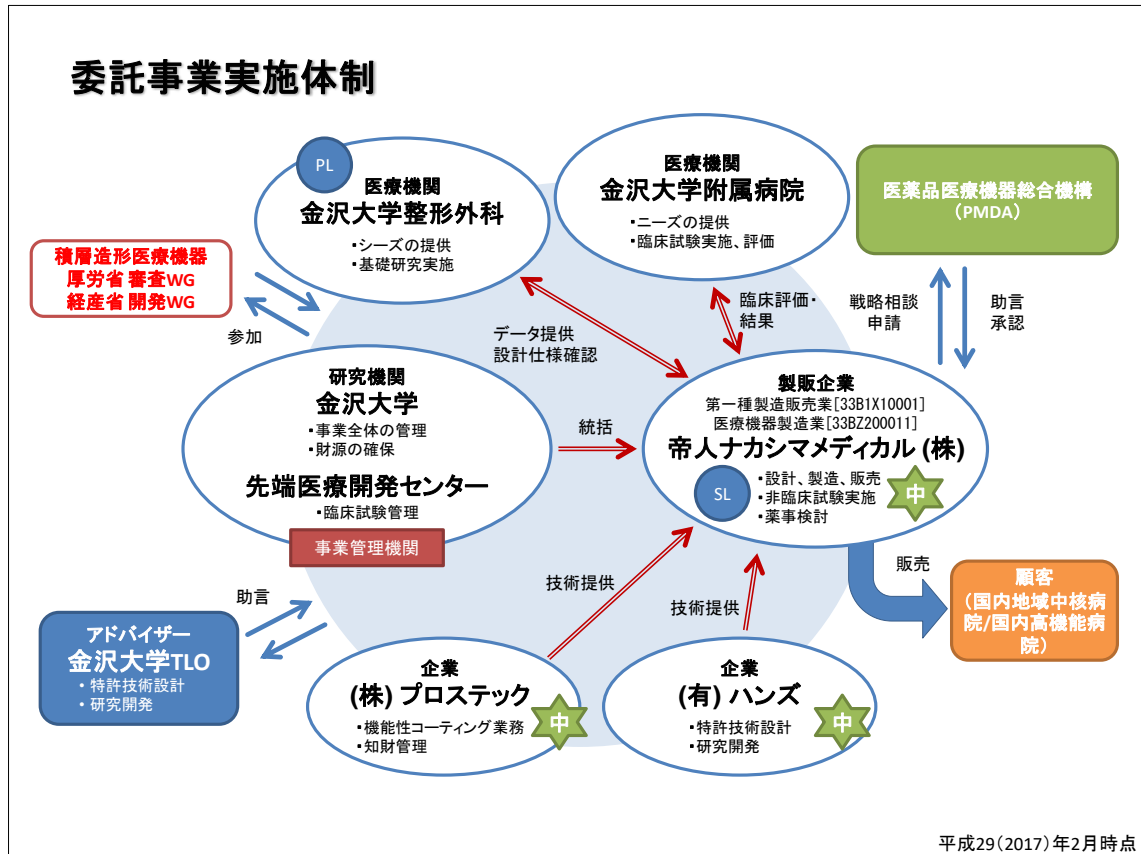 委託事業実施体制
PL
医療機関
金沢大学整形外科
・シーズの提供
・基礎研究実施
医療機関
金沢大学附属病院
・ニーズの提供
・臨床試験実施、評価
医薬品医療機器総合機構
(PMDA)
積層造形医療機器
厚労省 審査WG
経産省 開発WG
参加
データ提供
設計仕様確認
臨床評価・
結果
戦略相談
申請
助言
承認
研究機関
金沢大学
・事業全体の管理
・財源の確保
先端医療開発センター
・臨床試験管理
事業管理機関
統括
製販企業
第一種製造販売業[33B1X10001]
医療機器製造業[33BZ200011]
帝人ナカシマメディカル (株)
SL
・設計、製造、販売
・非臨床試験実施
・薬事検討
中
販売
顧客
(国内地域中核病
院/国内高機能病
院)
助言
アドバイザー
金沢大学TLO
・特許技術設計
・研究開発
技術提供
技術提供
企業
(株) プロステック
・機能性コーティング業務
・知財管理
中
企業
(有) ハンズ
・特許技術設計
・研究開発
中
平成29(2017)年2月時点